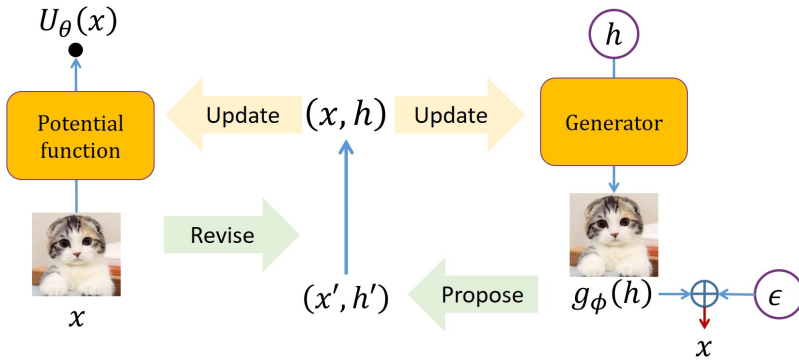 U_θ(x)
h
Potential
function
Update
(x, h)
Update
Generator
Revise
x
(x′, h′)
Propose
g_ϕ(h)
ϵ
x